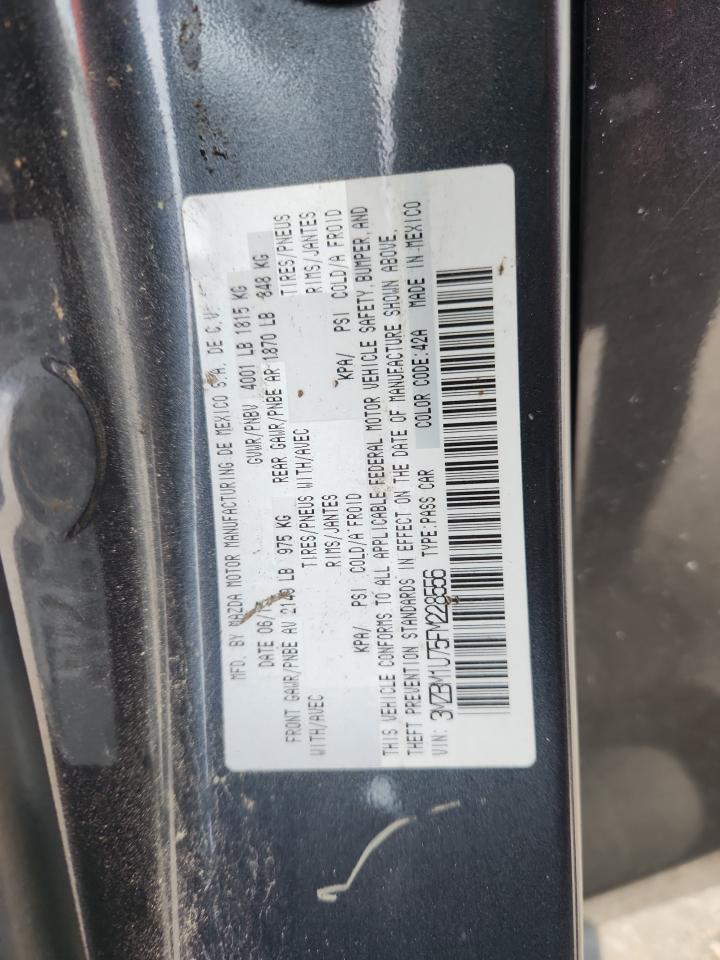 MFD. BY MAZDA MOTOR MANUFACTURING DE MEXICO S.A. DE C.V.
DATE 06/1 GVWR/PNBV 4001 LB 1815 KG
FRONT GAWR/PNBE AV 2149 LB 975 KG REAR GAWR/PNBE AR 1870 LB 848 KG
WITH/AVEC TIRES/PNEUS WITH/AVEC TIRES/PNEUS
RIMS/JANTES RIMS/JANTES
KPA/ PSI COLD/A FROID KPA/ PSI COLD/A FROID
THIS VEHICLE CONFORMS TO ALL APPLICABLE FEDERAL MOTOR VEHICLE SAFETY, BUMPER, AND
THEFT PREVENTION STANDARDS IN EFFECT ON THE DATE OF MANUFACTURE SHOWN ABOVE.
VIN: 3MZBM1U75FM228556 TYPE:PASS CAR COLOR CODE:42A MADE IN MEXICO